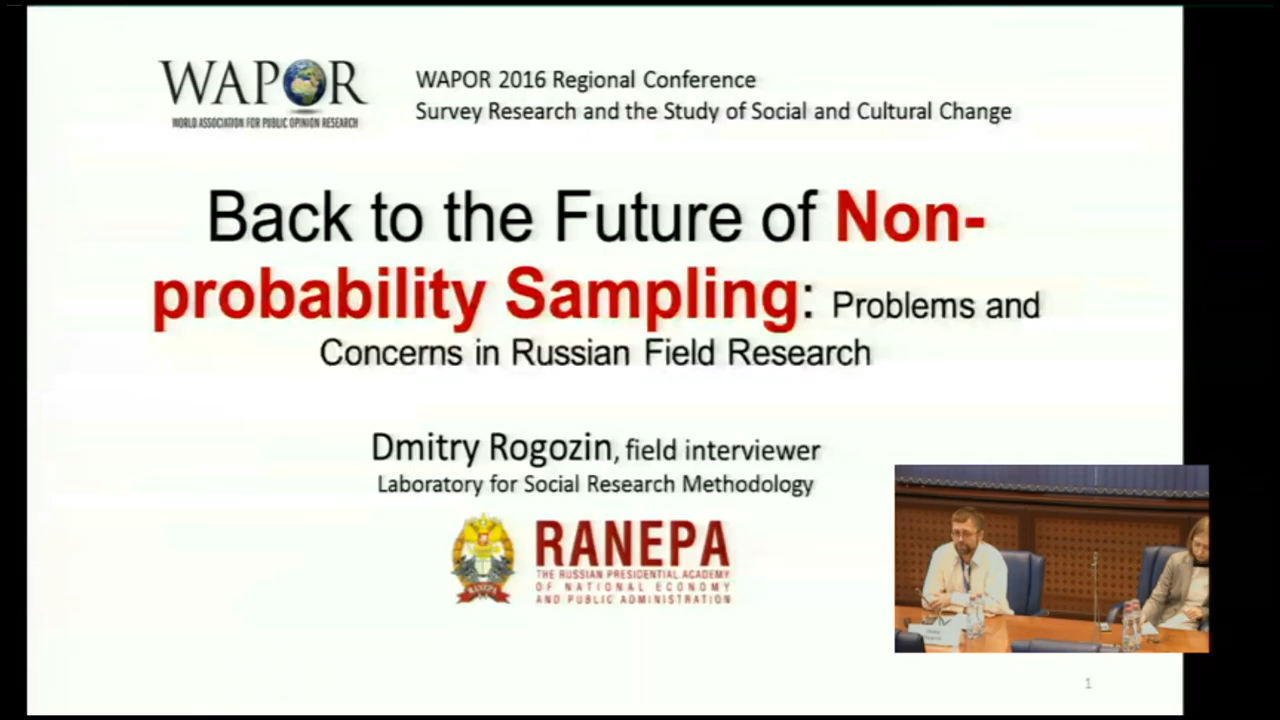 WAPOR
WORLD ASSOCIATION FOR PUBLIC OPINION RESEARCH
WAPOR 2016 Regional Conference
Survey Research and the Study of Social and Cultural Change
Back to the Future of Non-
probability Sampling: Problems and
Concerns in Russian Field Research
Dmitry Rogozin, field interviewer
Laboratory for Social Research Methodology
RANEPA
THE RUSSIAN PRESIDENTIAL ACADEMY
OF NATIONAL ECONOMY
AND PUBLIC ADMINISTRATION
RANEPA
1